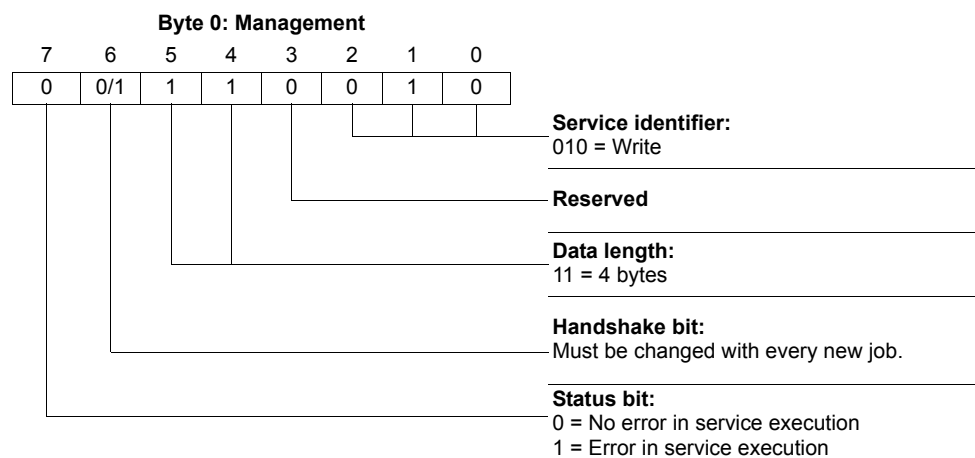 Byte 0: Management
7 6 5 4 3 2 1 0
0 0/1 1 1 0 0 1 0
Service identifier:
010 = Write
Reserved
Data length:
11 = 4 bytes
Handshake bit:
Must be changed with every new job.
Status bit:
0 = No error in service execution
1 = Error in service execution